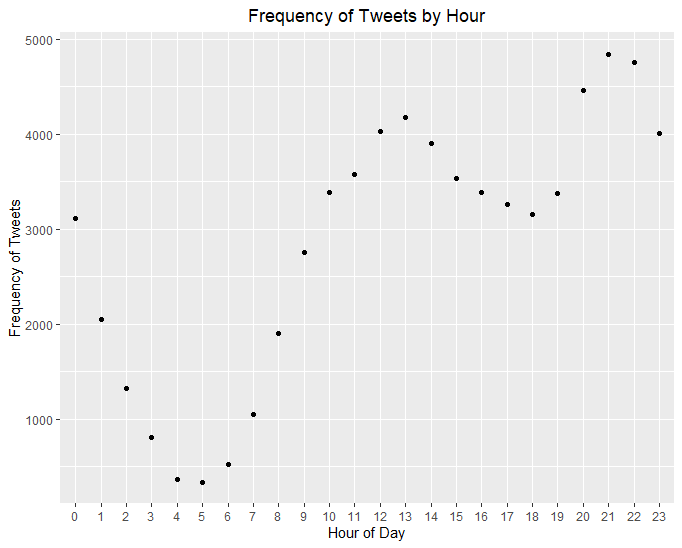 Frequency of Tweets by Hour
Frequency of Tweets
5000
4000
3000
2000
1000
0 1 2 3 4 5 6 7 8 9 10 11 12 13 14 15 16 17 18 19 20 21 22 23
Hour of Day